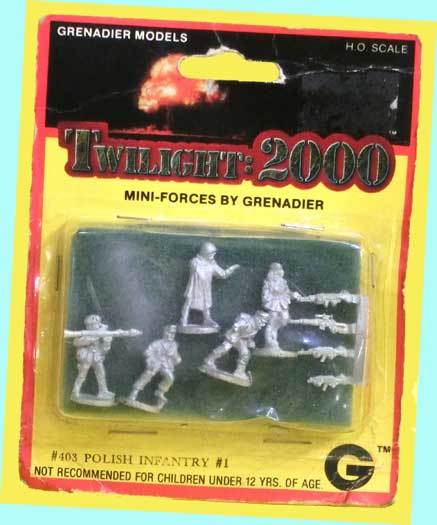 GRENADIER MODELS
H.O. SCALE
TWILIGHT: 2000
MINI-FORCES BY GRENADIER
#403 POLISH INFANTRY #1
G TM
NOT RECOMMENDED FOR CHILDREN UNDER 12 YRS. OF AGE.